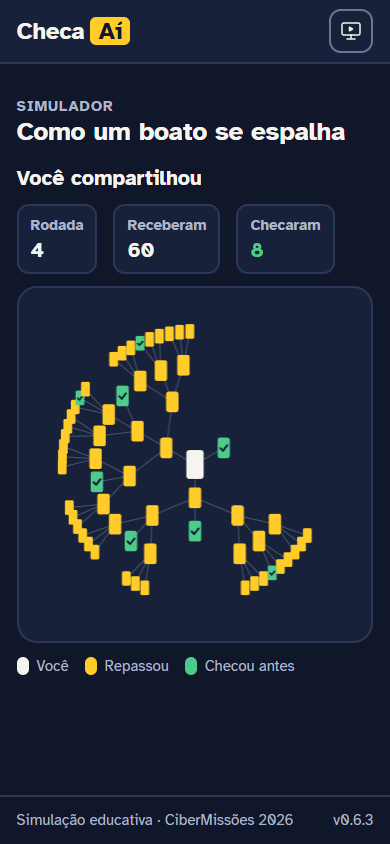 Checa Aí
SIMULADOR
Como um boato se espalha
Você compartilhou
Rodada Receberam Checaram
4 60 8
Você Repassou Checou antes
Simulação educativa · CiberMissões 2026 v0.6.3